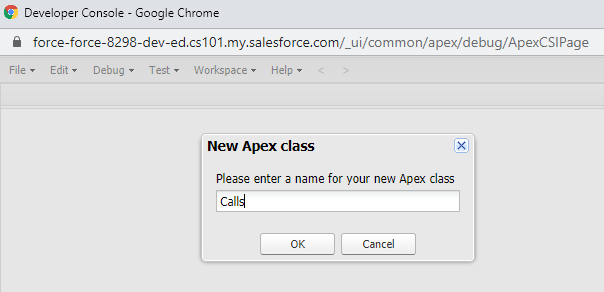 Developer Console - Google Chrome
force-force-8298-dev-ed.cs101.my.salesforce.com/_ui/common/apex/debug/ApexCSIPage
File Edit Debug Test Workspace Help < >
New Apex class
Please enter a name for your new Apex class
Calls
OK Cancel